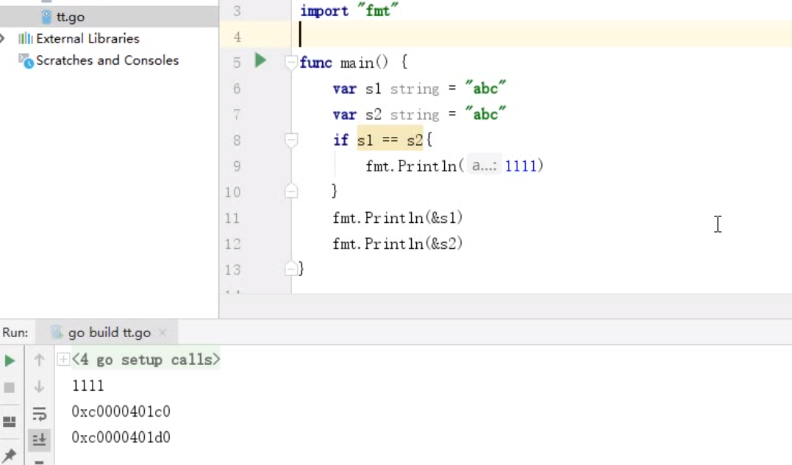 tt.go
External Libraries
Scratches and Consoles
3 import "fmt"
4
5 func main() {
6 var s1 string = "abc"
7 var s2 string = "abc"
8 if s1 == s2{
9 fmt.Println( a...: 1111)
10 }
11 fmt.Println(&s1)
12 fmt.Println(&s2)
13 }
Run: go build tt.go
<4 go setup calls>
1111
0xc0000401c0
0xc0000401d0